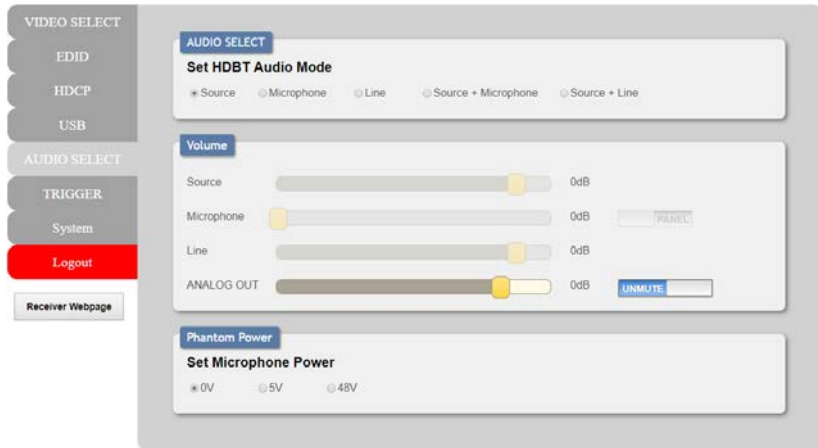 VIDEO SELECT
EDID
HDCP
USB
AUDIO SELECT
TRIGGER
System
Logout
Receiver Webpage
AUDIO SELECT
Set HDBT Audio Mode
Source Microphone Line Source + Microphone Source + Line
Volume
Source 0dB
Microphone 0dB PANEL
Line 0dB
ANALOG OUT 0dB UNMUTE
Phantom Power
Set Microphone Power
0V 5V 48V